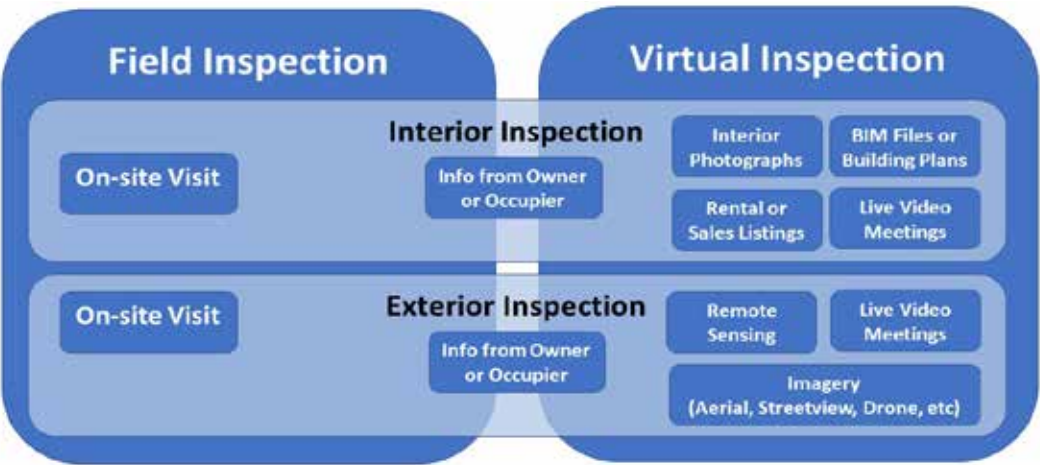 Field Inspection
Virtual Inspection
Interior Inspection
On-site Visit
Info from Owner
or Occupier
Interior
Photographs
BIM Files or
Building Plans
Rental or
Sales Listings
Live Video
Meetings
Exterior Inspection
On-site Visit
Info from Owner
or Occupier
Remote
Sensing
Live Video
Meetings
Imagery
(Aerial, Streetview, Drone, etc)